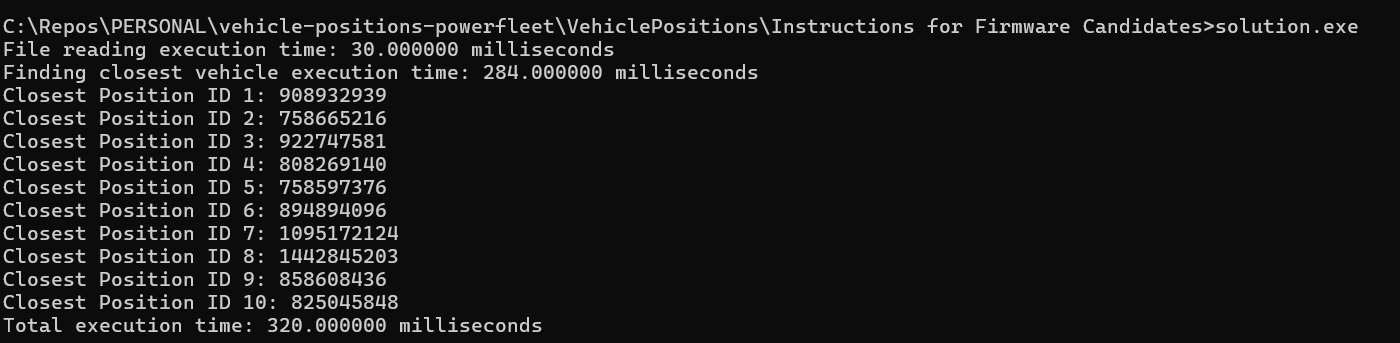 C:\Repos\PERSONAL\vehicle-positions-powerfleet\VehiclePositions\Instructions for Firmware Candidates>solution.exe
File reading execution time: 30.000000 milliseconds
Finding closest vehicle execution time: 284.000000 milliseconds
Closest Position ID 1: 908932939
Closest Position ID 2: 758665216
Closest Position ID 3: 922747581
Closest Position ID 4: 808269140
Closest Position ID 5: 758597376
Closest Position ID 6: 894894096
Closest Position ID 7: 1095172124
Closest Position ID 8: 1442845203
Closest Position ID 9: 858608436
Closest Position ID 10: 825045848
Total execution time: 320.000000 milliseconds